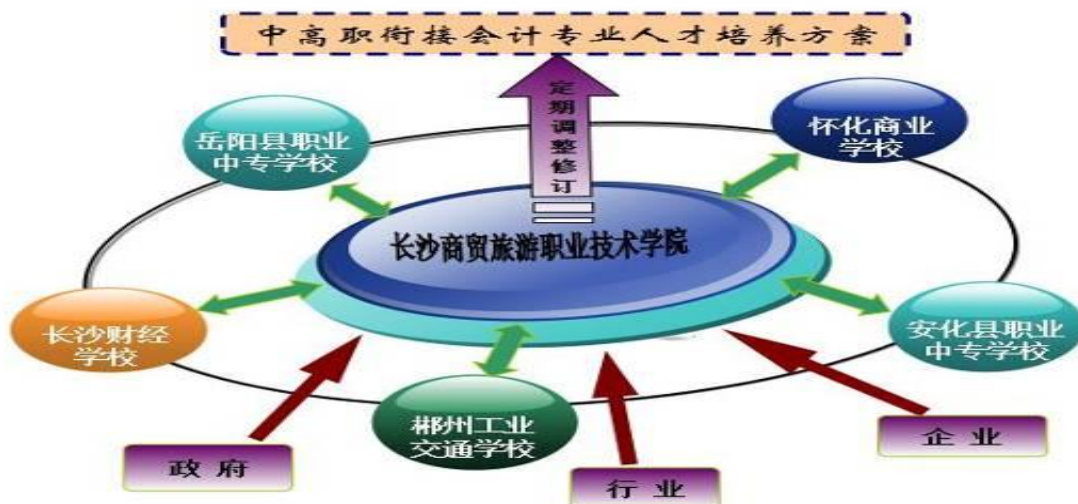 中高职衔接会计专业人才培养方案
定期调整修订
岳阳县职业
中专学校
怀化商业
学校
长沙商贸旅游职业技术学院
长沙财经
学校
安化县职业
中专学校
郴州工业
交通学校
政府
行业
企业